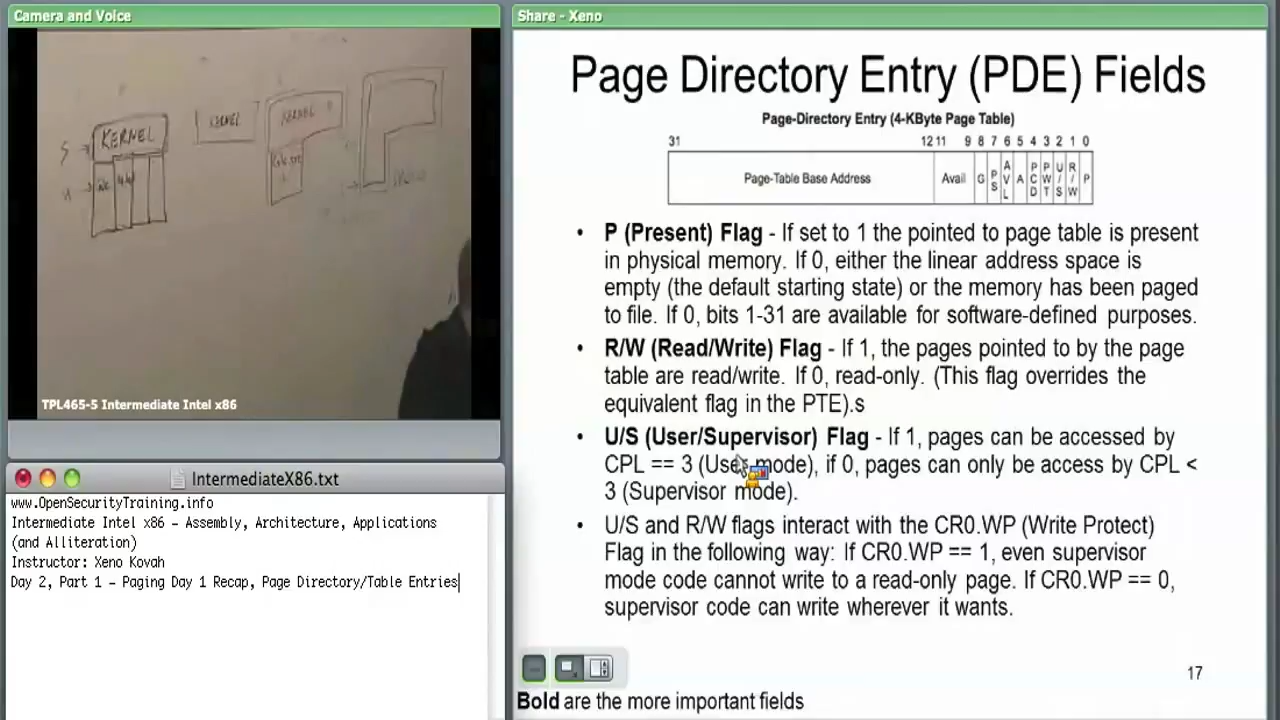 Camera and Voice
KERNEL
KERNEL
KERNEL
S
U
TPL465-5 Intermediate Intel x86
IntermediateX86.txt
www.OpenSecurityTraining.info
Intermediate Intel x86 – Assembly, Architecture, Applications
(and Alliteration)
Instructor: Xeno Kovah
Day 2, Part 1 – Paging Day 1 Recap, Page Directory/Table Entries
Share - Xeno
Page Directory Entry (PDE) Fields
Page-Directory Entry (4-KByte Page Table)
31 12 11 9 8 7 6 5 4 3 2 1 0
Page-Table Base Address Avail G PS AVL A PCD PWT U/S R/W P
• P (Present) Flag - If set to 1 the pointed to page table is present
in physical memory. If 0, either the linear address space is
empty (the default starting state) or the memory has been paged
to file. If 0, bits 1-31 are available for software-defined purposes.
• R/W (Read/Write) Flag - If 1, the pages pointed to by the page
table are read/write. If 0, read-only. (This flag overrides the
equivalent flag in the PTE).s
• U/S (User/Supervisor) Flag - If 1, pages can be accessed by
CPL == 3 (User mode), if 0, pages can only be access by CPL <
3 (Supervisor mode).
• U/S and R/W flags interact with the CR0.WP (Write Protect)
Flag in the following way: If CR0.WP == 1, even supervisor
mode code cannot write to a read-only page. If CR0.WP == 0,
supervisor code can write wherever it wants.
17
Bold are the more important fields